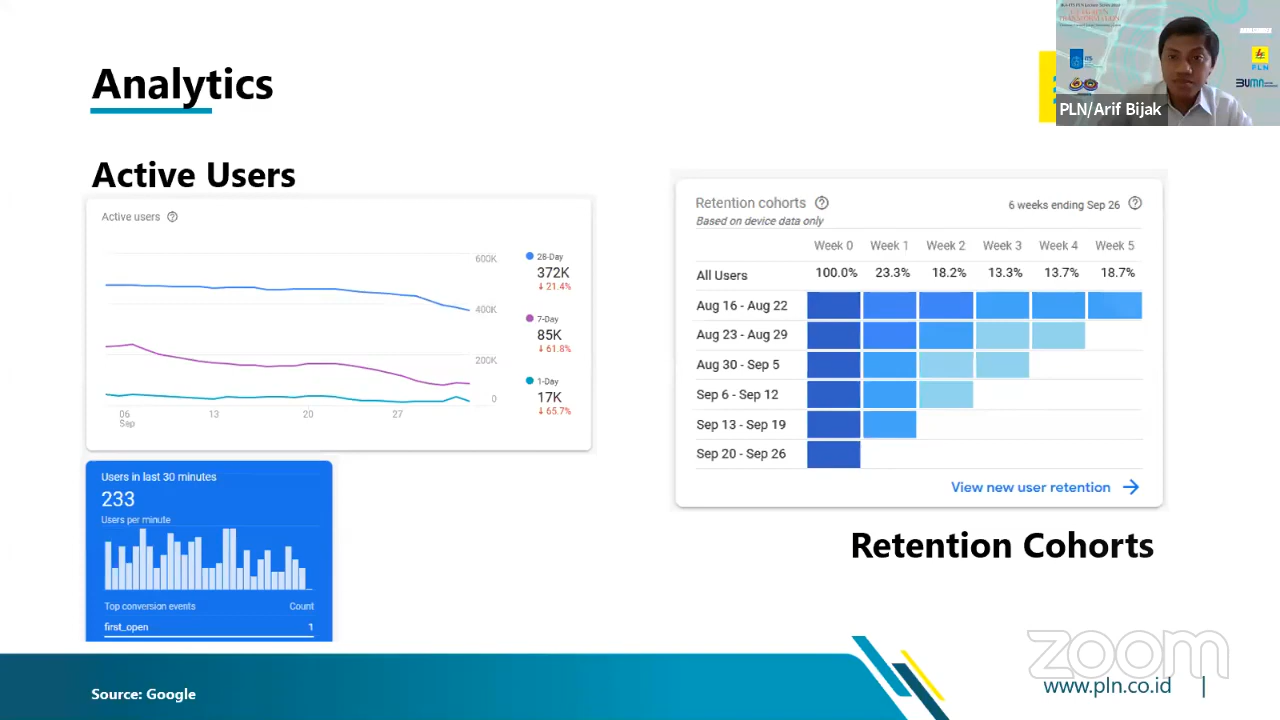 Analytics
PLN/Arif Bijak
PLN
BUMN
Active Users
Active users
600K
400K
200K
0
06
Sep
13
20
27
28-Day
372K
↓ 21.4%
7-Day
85K
↓ 61.8%
1-Day
17K
↓ 65.7%
Users in last 30 minutes
233
Users per minute
Top conversion events Count
first_open 1
Retention cohorts
Based on device data only
6 weeks ending Sep 26
Week 0 Week 1 Week 2 Week 3 Week 4 Week 5
All Users 100.0% 23.3% 18.2% 13.3% 13.7% 18.7%
Aug 16 - Aug 22
Aug 23 - Aug 29
Aug 30 - Sep 5
Sep 6 - Sep 12
Sep 13 - Sep 19
Sep 20 - Sep 26
View new user retention →
Retention Cohorts
zoom
www.pln.co.id |
Source: Google